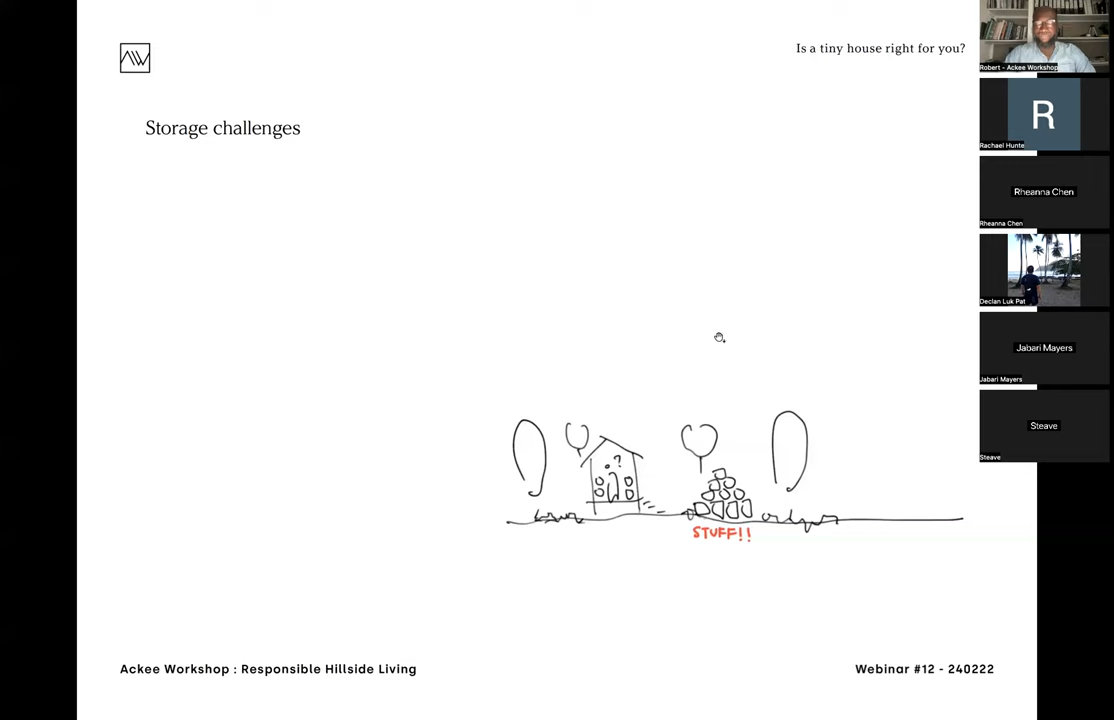 AW
Is a tiny house right for you?
Storage challenges
?
STUFF!!
Ackee Workshop : Responsible Hillside Living
Webinar #12 - 240222
Robert - Ackee Workshop
R
Rachael Hunte
Rheanna Chen
Rheanna Chen
Declan Luk Pat
Jabari Mayers
Jabari Mayers
Steave
Steave